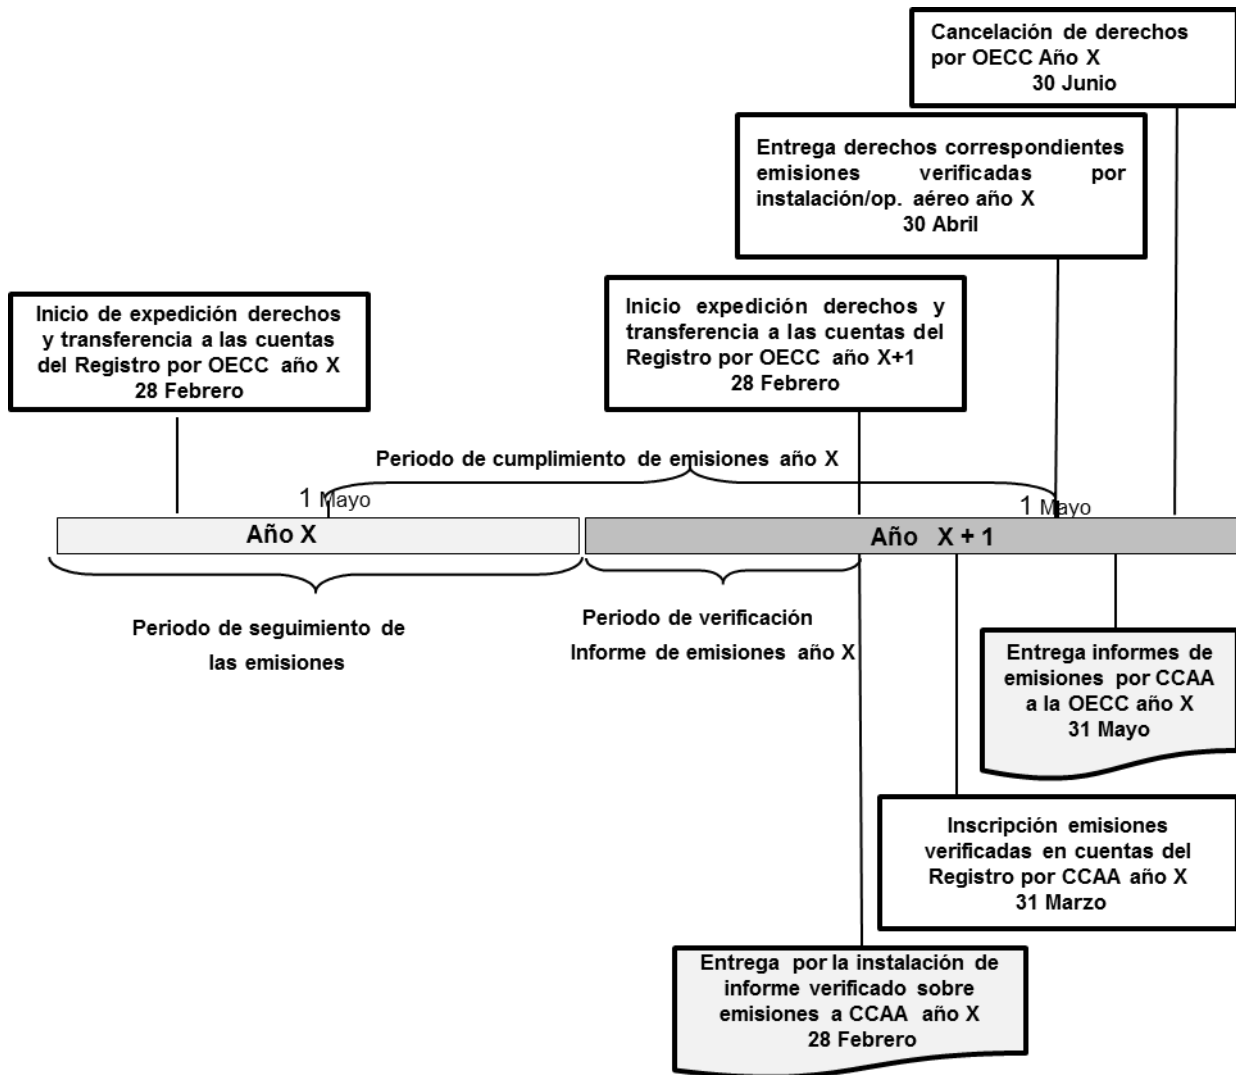 Cancelación de derechos
por OECC Año X
30 Junio
Entrega derechos correspondientes
emisiones verificadas por
instalación/op. aéreo año X
30 Abril
Inicio de expedición derechos
y transferencia a las cuentas
del Registro por OECC año X
28 Febrero
Inicio expedición derechos y
transferencia a las cuentas del
Registro por OECC año X+1
28 Febrero
Periodo de cumplimiento de emisiones año X
1 Mayo
1 Mayo
Año X
Año X + 1
Periodo de seguimiento de
las emisiones
Periodo de verificación
Informe de emisiones año X
Entrega informes de
emisiones por CCAA
a la OECC año X
31 Mayo
Inscripción emisiones
verificadas en cuentas del
Registro por CCAA año X
31 Marzo
Entrega por la instalación de
informe verificado sobre
emisiones a CCAA año X
28 Febrero